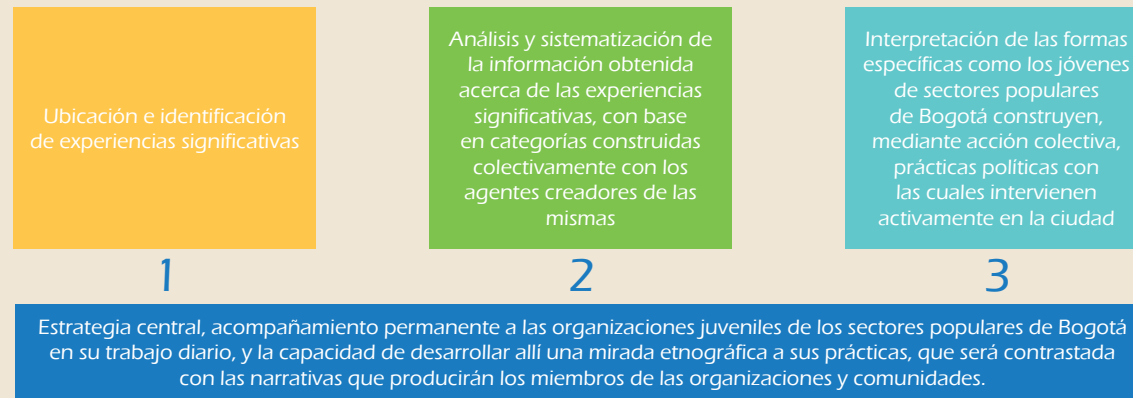 Ubicación e identificación
de experiencias significativas
1
Análisis y sistematización de
la información obtenida
acerca de las experiencias
significativas, con base
en categorías construidas
colectivamente con los
agentes creadores de las
mismas
2
Interpretación de las formas
específicas como los jóvenes
de sectores populares
de Bogotá construyen,
mediante acción colectiva,
prácticas políticas con
las cuales intervienen
activamente en la ciudad
3
Estrategia central, acompañamiento permanente a las organizaciones juveniles de los sectores populares de Bogotá
en su trabajo diario, y la capacidad de desarrollar allí una mirada etnográfica a sus prácticas, que será contrastada
con las narrativas que producirán los miembros de las organizaciones y comunidades.